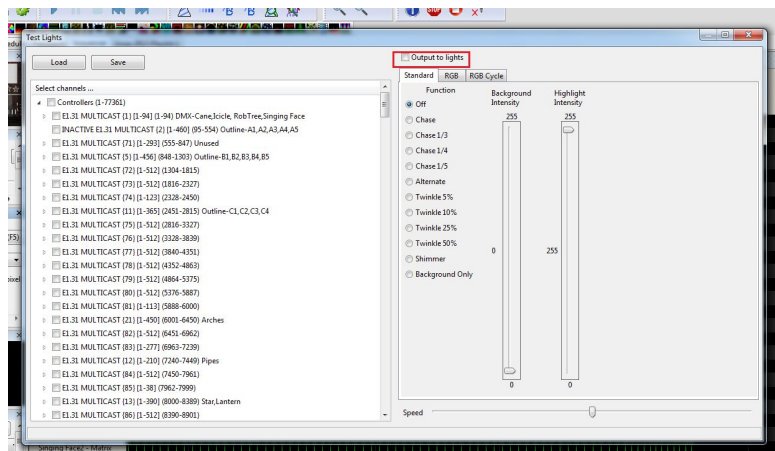 Test Lights
Load
Save
Select channels ...
Controllers (1-77361)
E1.31 MULTICAST {1} [1-94] (1-94) DMX-Cane,Icicle, RobTree,Singing Face
INACTIVE E1.31 MULTICAST {2} [1-460] (95-554) Outline-A1,A2,A3,A4,A5
E1.31 MULTICAST {71} [1-293] (555-847) Unused
E1.31 MULTICAST {5} [1-456] (848-1303) Outline-B1,B2,B3,B4,B5
E1.31 MULTICAST {72} [1-512] (1304-1815)
E1.31 MULTICAST {73} [1-512] (1816-2327)
E1.31 MULTICAST {74} [1-123] (2328-2450)
E1.31 MULTICAST {11} [1-365] (2451-2815) Outline-C1,C2,C3,C4
E1.31 MULTICAST {75} [1-512] (2816-3327)
E1.31 MULTICAST {76} [1-512] (3328-3839)
E1.31 MULTICAST {77} [1-512] (3840-4351)
E1.31 MULTICAST {78} [1-512] (4352-4863)
E1.31 MULTICAST {79} [1-512] (4864-5375)
E1.31 MULTICAST {80} [1-512] (5376-5887)
E1.31 MULTICAST {81} [1-113] (5888-6000)
E1.31 MULTICAST {21} [1-450] (6001-6450) Arches
E1.31 MULTICAST {82} [1-512] (6451-6962)
E1.31 MULTICAST {83} [1-277] (6963-7239)
E1.31 MULTICAST {12} [1-210] (7240-7449) Pipes
E1.31 MULTICAST {84} [1-512] (7450-7961)
E1.31 MULTICAST {85} [1-38] (7962-7999)
E1.31 MULTICAST {13} [1-390] (8000-8389) Star,Lantern
E1.31 MULTICAST {86} [1-512] (8390-8901)
Output to lights
Standard
RGB
RGB Cycle
Function
Off
Chase
Chase 1/3
Chase 1/4
Chase 1/5
Alternate
Twinkle 5%
Twinkle 10%
Twinkle 25%
Twinkle 50%
Shimmer
Background Only
Background
Intensity
255
0
0
Highlight
Intensity
255
255
0
Speed
(F5)
Singing Face2 - Matrix